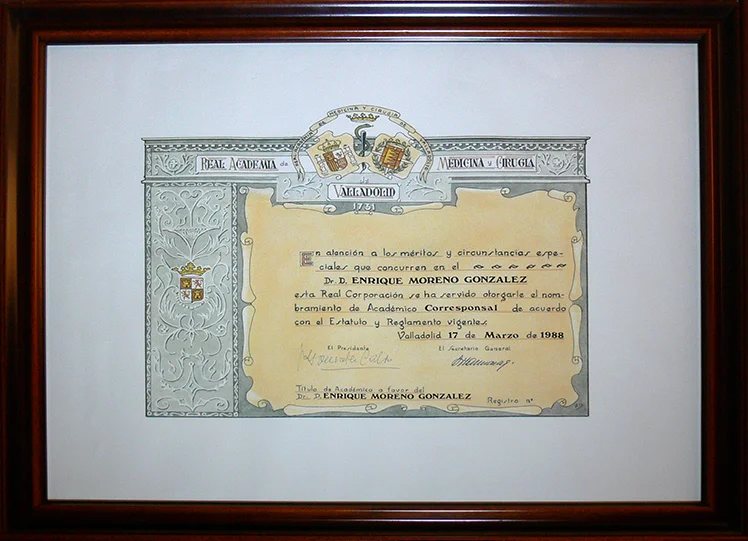 MEDICINA Y CIRUGIA
REAL ACADEMIA de MEDICINA Y CIRUGIA
de
VALLADOLID
1731
En atención a los méritos y circunstancias espe-
ciales que concurren en el
Dr. D. ENRIQUE MORENO GONZALEZ
esta Real Corporación se ha servido otorgarle el nom-
bramiento de Académico Corresponsal de acuerdo
con el Estatuto y Reglamento vigentes.
Valladolid 17 de Marzo de 1988
El Presidente El Secretario General
Titulo de Académico a favor del
Dr. D. ENRIQUE MORENO GONZALEZ Registro nº